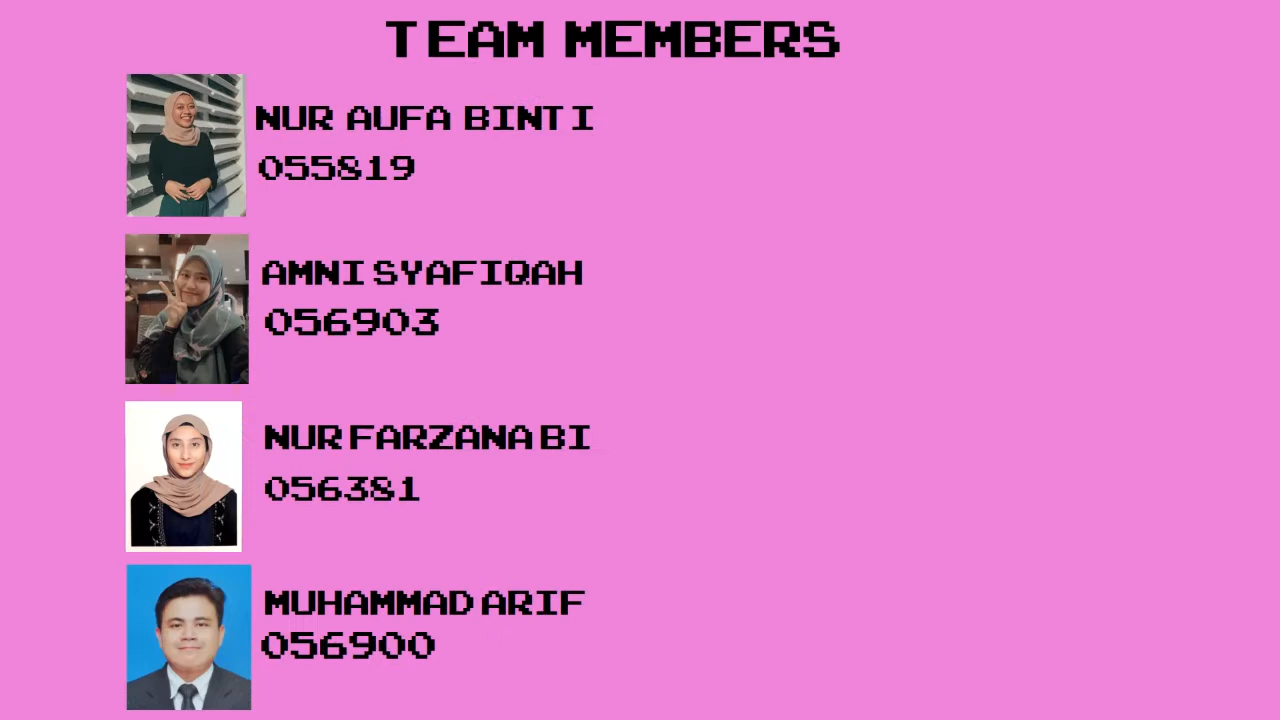 TEAM MEMBERS
NUR AUFA BINTI
055819
AMNI SYAFIQAH
056903
NUR FARZANA BI
056381
MUHAMMAD ARIF
056900